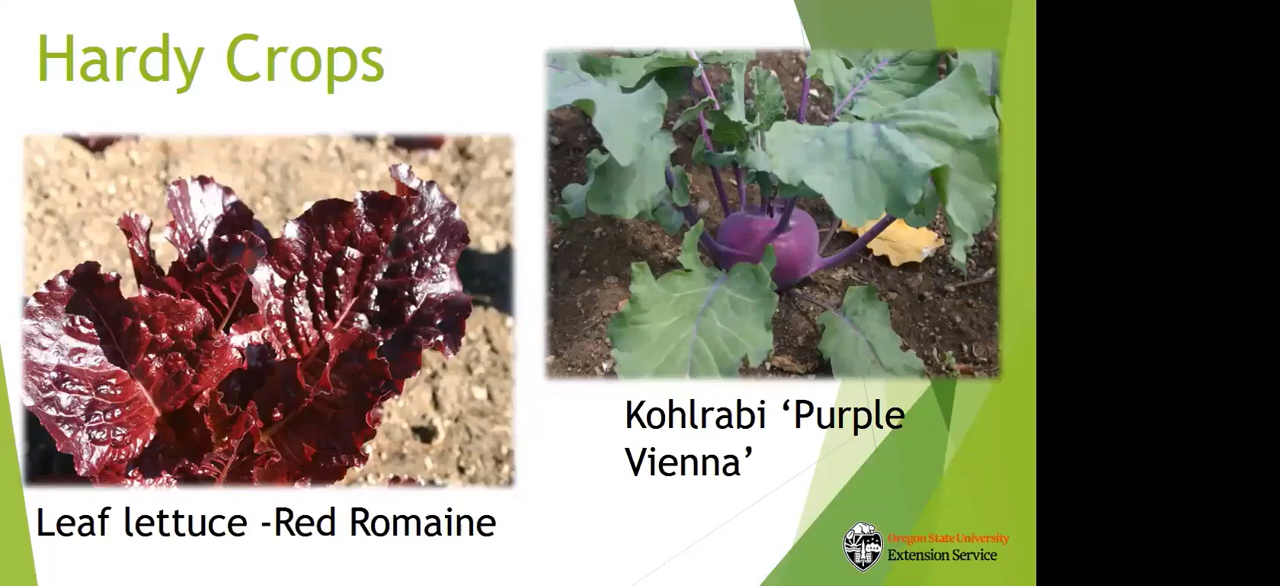 Hardy Crops
Leaf lettuce -Red Romaine
Kohlrabi ‘Purple
Vienna’
Oregon State University
Extension Service